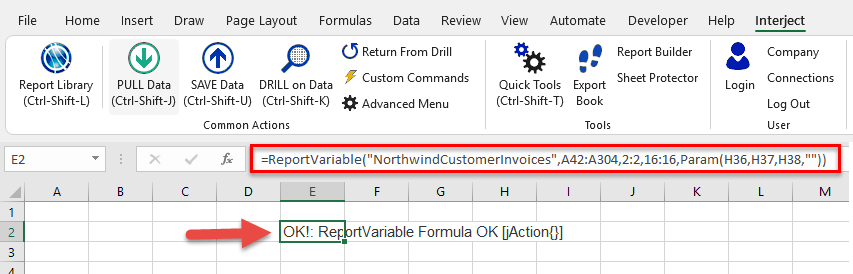 File Home Insert Draw Page Layout Formulas Data Review View Automate Developer Help Interject
Report Library (Ctrl-Shift-L)
PULL Data (Ctrl-Shift-J)
SAVE Data (Ctrl-Shift-U)
DRILL on Data (Ctrl-Shift-K)
Return From Drill
Custom Commands
Advanced Menu
Common Actions
Quick Tools (Ctrl-Shift-T)
Export Book
Report Builder
Sheet Protector
Tools
Login
Company
Connections
Log Out
User
E2 fx =ReportVariable("NorthwindCustomerInvoices",A42:A304,2:2,16:16,Param(H36,H37,H38,""))
A B C D E F G H I J K L M
1
2 OK!: ReportVariable Formula OK [jAction{}]
3
4